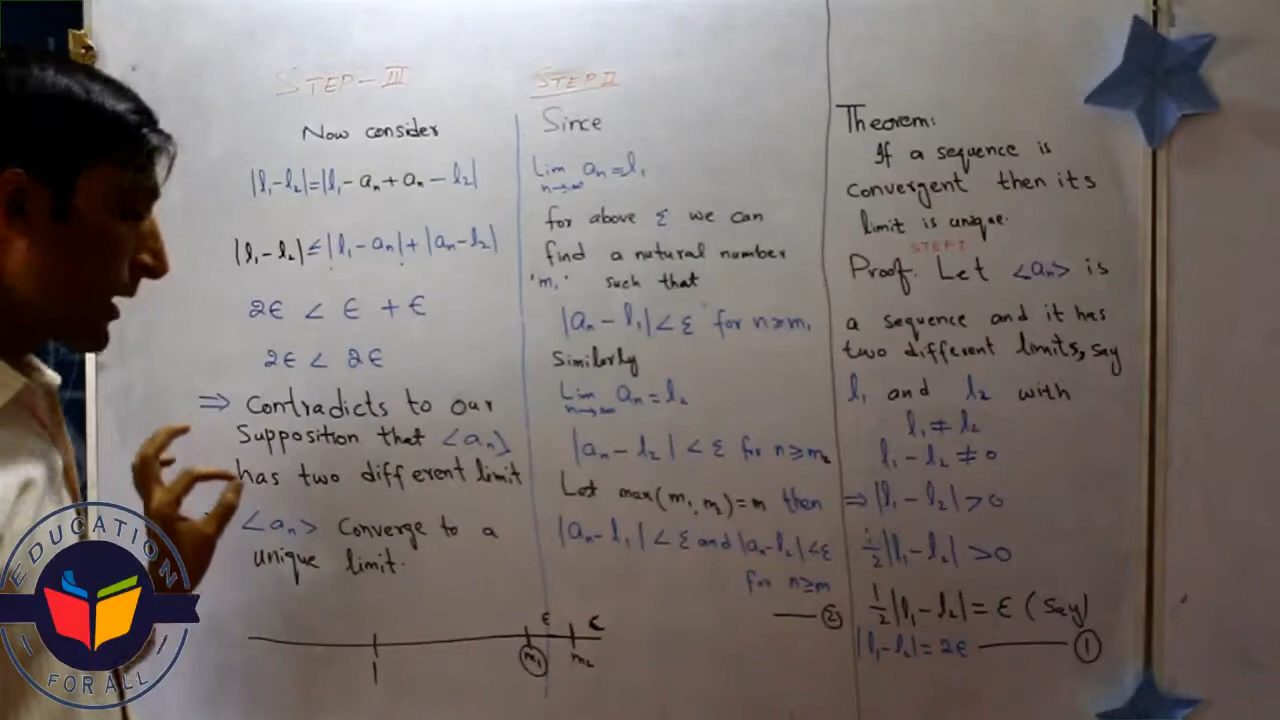 STEP-III
Now consider
|l₁-l₂|=|l₁-aₙ+aₙ-l₂|
|l₁-l₂|≤|l₁-aₙ|+|aₙ-l₂|
2ϵ < ϵ + ϵ
2ϵ < 2ϵ
⇒ Contradicts to our
Supposition that <aₙ>
has two different limit
<aₙ> Converge to a
unique limit.
ϵ ϵ
m₁ m₂
STEP II
Since
Lim aₙ=l₁
n→∞
for above ε we can
find a natural number
'm₁' such that
|aₙ-l₁|<ε for n≥m₁
Similarly
Lim aₙ=l₂
n→∞
|aₙ-l₂|<ε for n≥m₂
Let max(m₁,m₂)=m then
|aₙ-l₁|<ε and |aₙ-l₂|<ε
for n≥m
②
Theorem:
If a sequence is
convergent then its
limit is unique.
STEP I
Proof. Let <aₙ> is
a sequence and it has
two different limits, say
l₁ and l₂ with
l₁≠l₂
l₁-l₂≠0
⇒|l₁-l₂|>0
½|l₁-l₂|>0
½|l₁-l₂|=ε (Say)
|l₁-l₂|=2ϵ ①
EDUCATION
FOR ALL